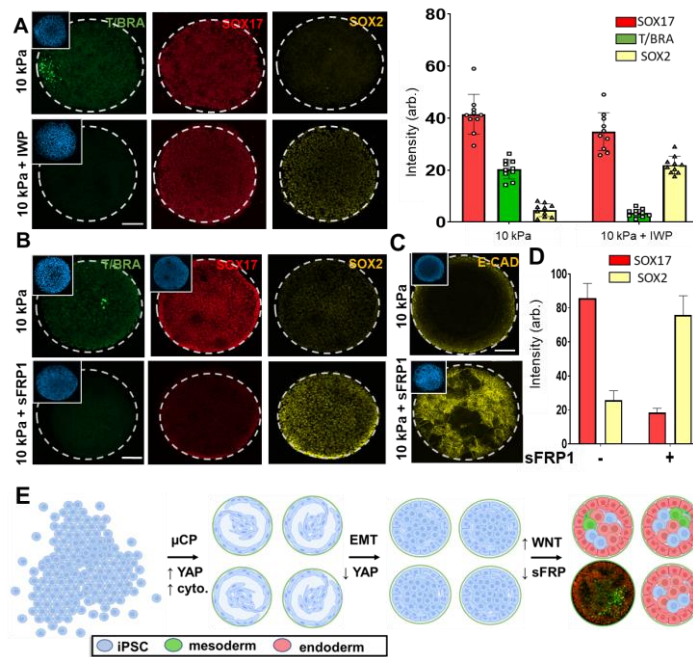 A
T/BRA
SOX17
SOX2
10 kPa
10 kPa + IWP
Intensity (arb.)
80
60
40
20
0
10 kPa
10 kPa + IWP
SOX17
T/BRA
SOX2
B
T/BRA
SOX17
SOX2
10 kPa
10 kPa + sFRP1
C
E-CAD
10 kPa
10 kPa + sFRP1
D
SOX17
SOX2
Intensity (arb.)
100
80
60
40
20
0
sFRP1
-
+
E
µCP
↑ YAP
↑ cyto.
EMT
↓ YAP
↑ WNT
↓ sFRP
iPSC
mesoderm
endoderm